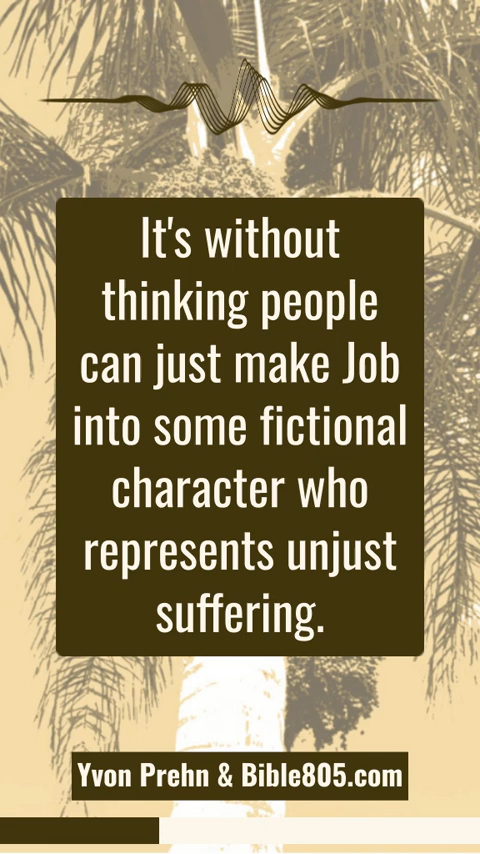 It's without
thinking people
can just make Job
into some fictional
character who
represents unjust
suffering.
Yvon Prehn & Bible805.com